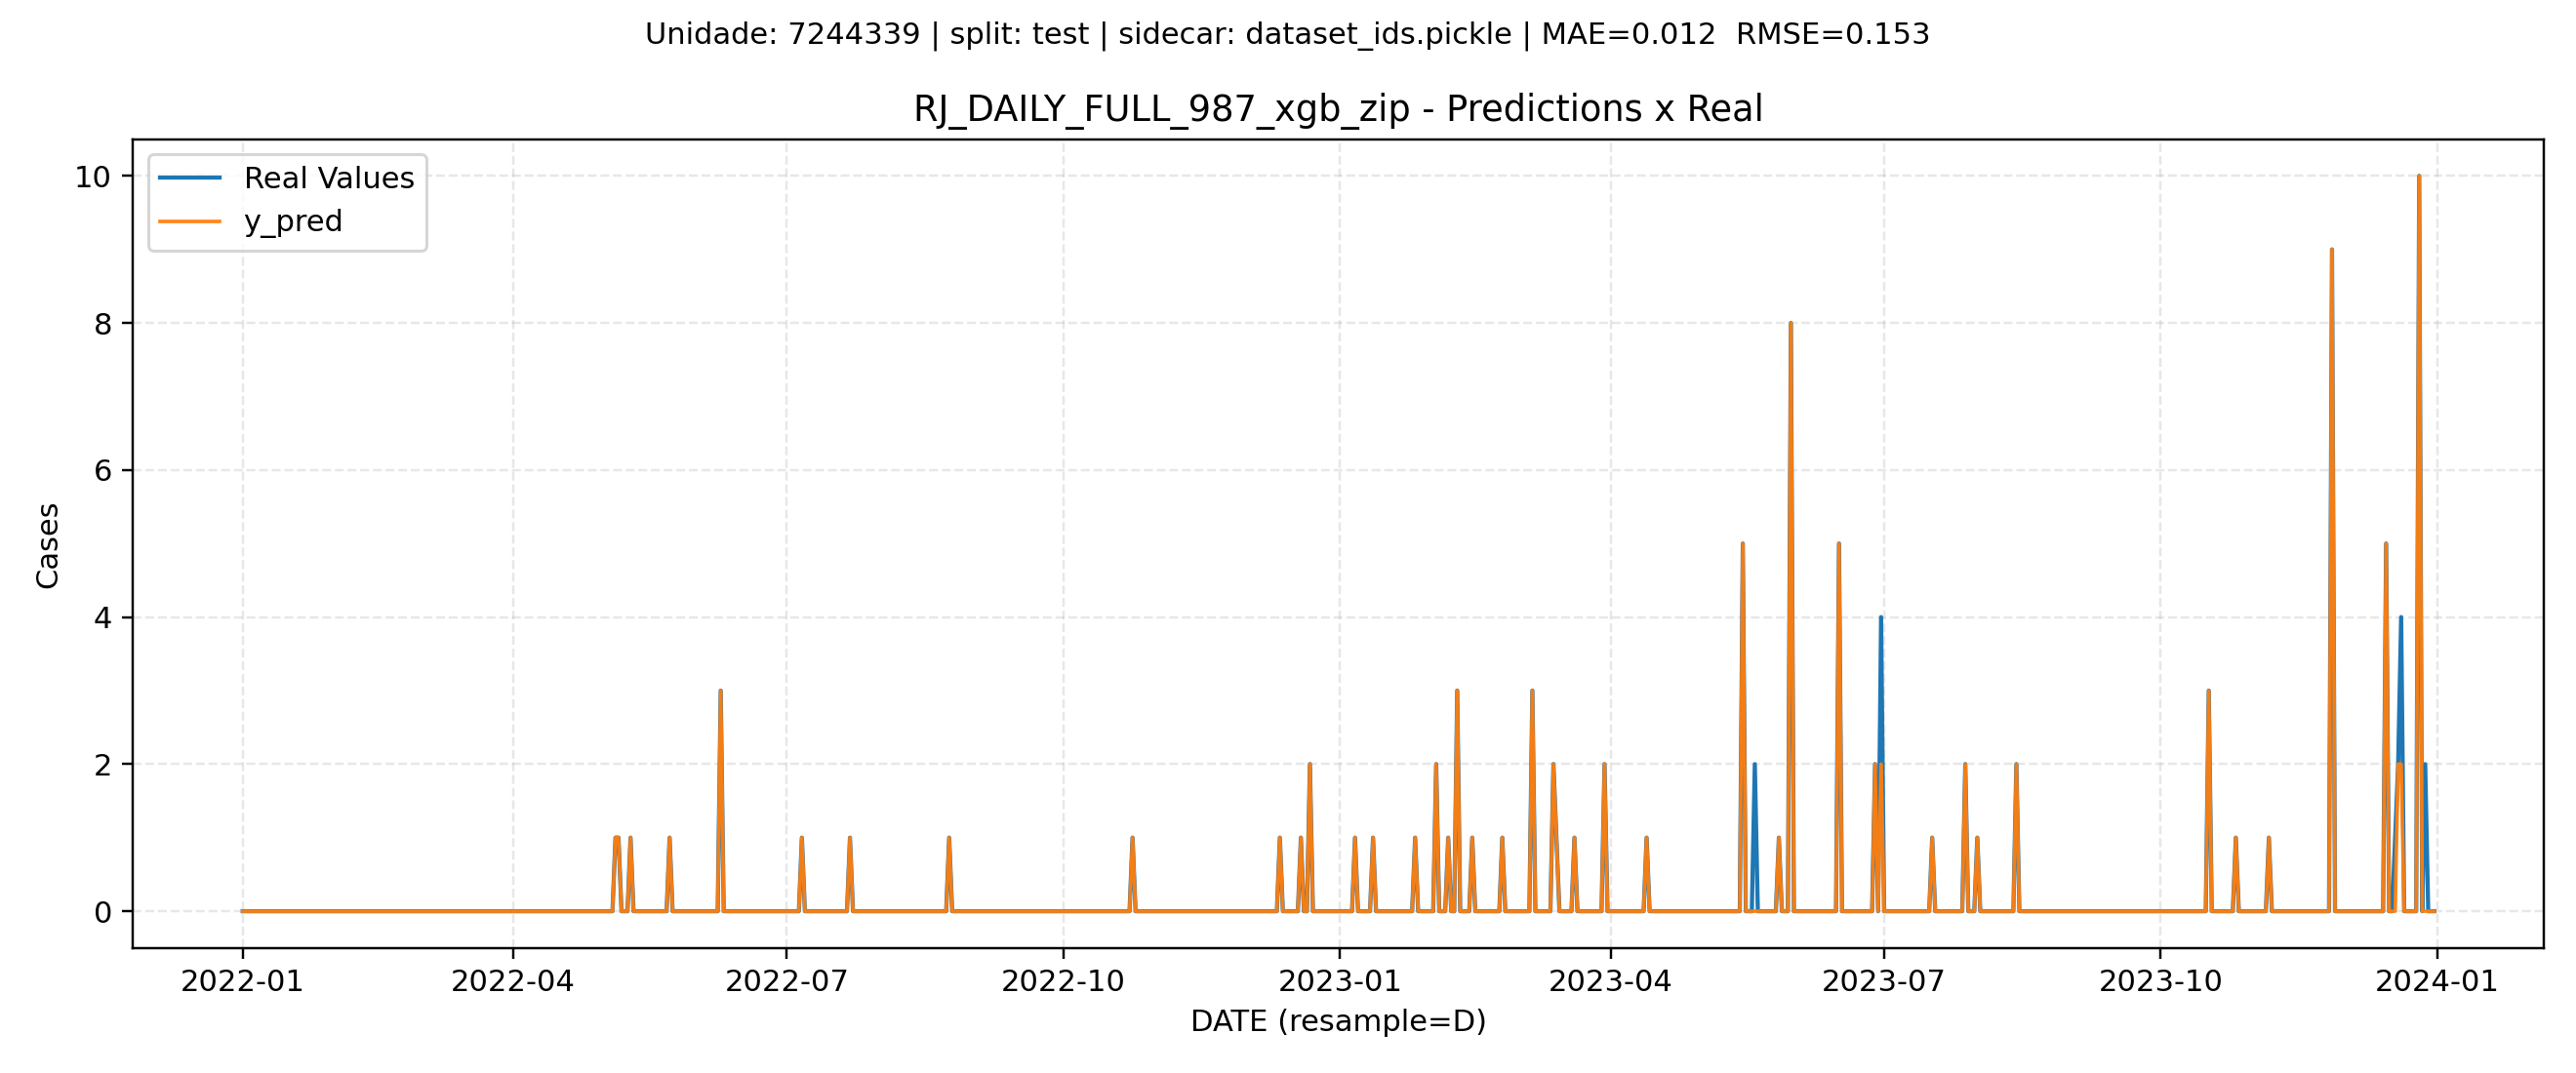 Unidade: 7244339 | split: test | sidecar: dataset_ids.pickle | MAE=0.012  RMSE=0.153
RJ_DAILY_FULL_987_xgb_zip - Predictions x Real
Real Values
y_pred
10
8
6
4
2
0
Cases
2022-01 2022-04 2022-07 2022-10 2023-01 2023-04 2023-07 2023-10 2024-01
DATE (resample=D)